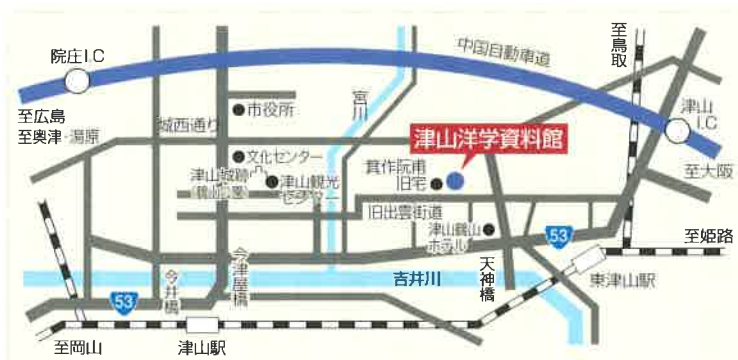 院庄I.C
中国自動車道
至鳥取
至広島
至奥津・湯原
市役所
宮川
津山
I.C
城西通り
津山洋学資料館
至大阪
文化センター
箕作阮甫
旧宅
津山城跡
(鶴山公園)
津山観光
センター
旧出雲街道
津山鶴山
ホテル
53
至姫路
今井橋
今津屋橋
吉井川
天神橋
東津山駅
53
至岡山
津山駅